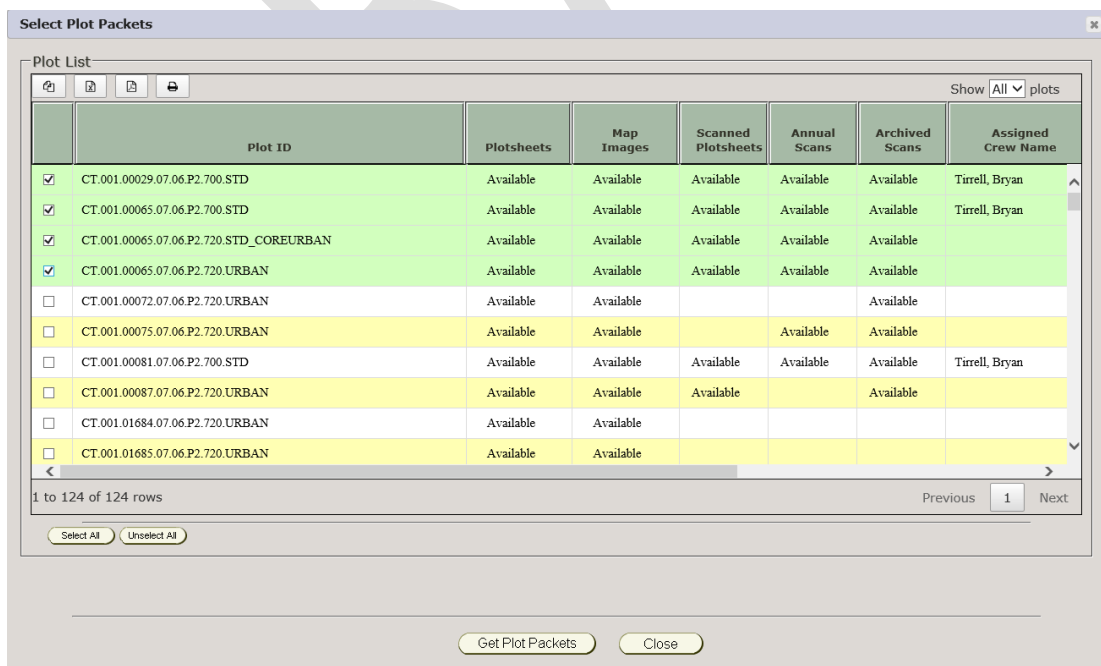 Select Plot Packets
Plot List
Show All plots
Plot ID Plotsheets Map Images Scanned Plotsheets Annual Scans Archived Scans Assigned Crew Name
CT.001.00029.07.06.P2.700.STD Available Available Available Available Available Tirrell, Bryan
CT.001.00065.07.06.P2.700.STD Available Available Available Available Available Tirrell, Bryan
CT.001.00065.07.06.P2.720.STD_COREURBAN Available Available Available Available Available
CT.001.00065.07.06.P2.720.URBAN Available Available Available Available Available
CT.001.00072.07.06.P2.720.URBAN Available Available Available
CT.001.00075.07.06.P2.720.URBAN Available Available Available Available
CT.001.00081.07.06.P2.700.STD Available Available Available Available Available Tirrell, Bryan
CT.001.00087.07.06.P2.720.URBAN Available Available Available Available
CT.001.01684.07.06.P2.720.URBAN Available Available
CT.001.01685.07.06.P2.720.URBAN Available Available
1 to 124 of 124 rows Previous 1 Next
Select All Unselect All
Get Plot Packets Close